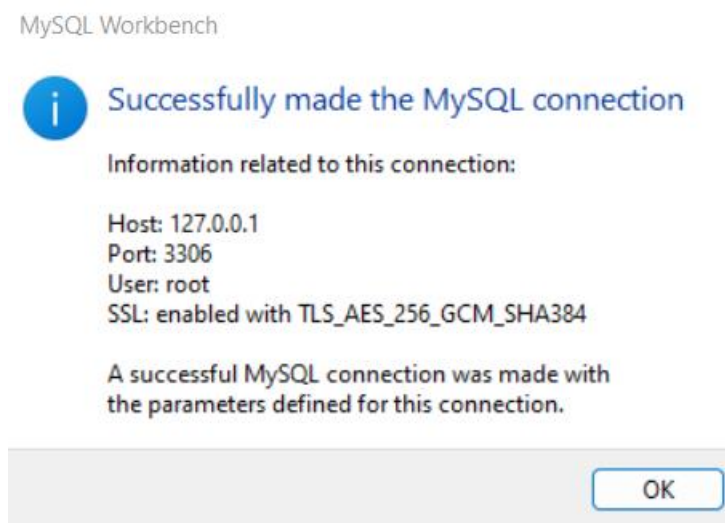 MySQL Workbench
Successfully made the MySQL connection
Information related to this connection:
Host: 127.0.0.1
Port: 3306
User: root
SSL: enabled with TLS_AES_256_GCM_SHA384
A successful MySQL connection was made with
the parameters defined for this connection.
OK